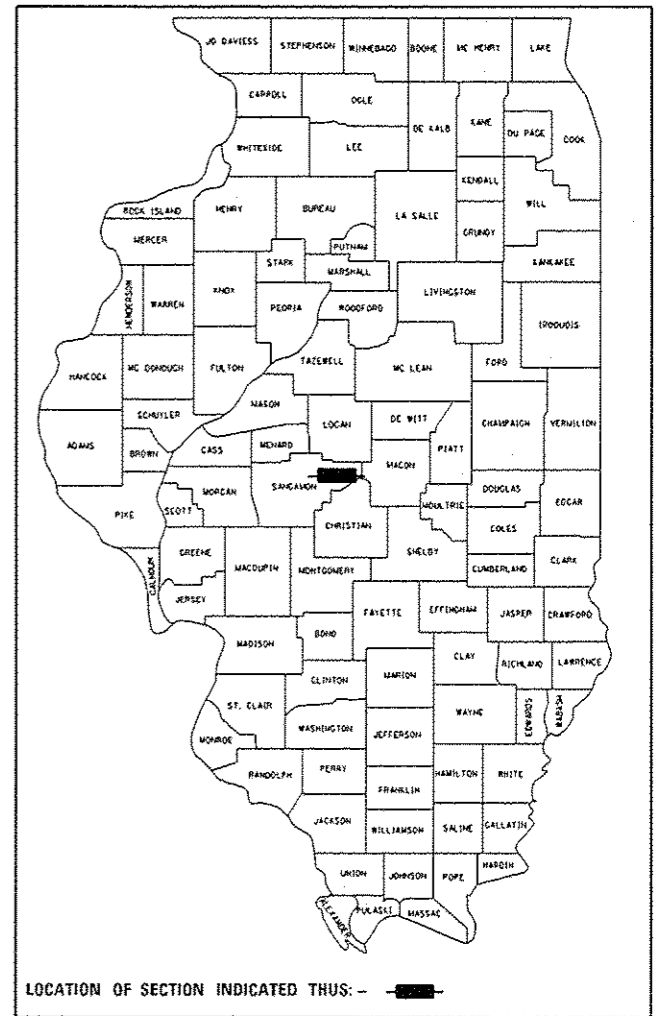 JO DAVIESS STEPHENSON WINNEBAGO BOONE MC HENRY LAKE
CARROLL OGLE DE KALB KANE DU PAGE COOK
WHITESIDE LEE
KENDALL
ROCK ISLAND HENRY BUREAU LA SALLE WILL
MERCER PUTNAM GRUNDY
STARK MARSHALL KANKAKEE
HENDERSON WARREN KNOX PEORIA WOODFORD LIVINGSTON IROQUOIS
HANCOCK MC DONOUGH FULTON TAZEWELL MC LEAN FORD
MASON
SCHUYLER LOGAN DE WITT CHAMPAIGN VERMILION
ADAMS BROWN CASS MENARD MACON PIATT
SANGAMON
PIKE SCOTT MORGAN CHRISTIAN MOULTRIE DOUGLAS EDGAR
COLES
CALHOUN GREENE MACOUPIN MONTGOMERY SHELBY CUMBERLAND CLARK
JERSEY
FAYETTE EFFINGHAM JASPER CRAWFORD
MADISON BOND
CLAY RICHLAND LAWRENCE
CLINTON MARION
ST. CLAIR WAYNE EDWARDS WABASH
WASHINGTON JEFFERSON
MONROE
RANDOLPH PERRY HAMILTON WHITE
FRANKLIN
JACKSON WILLIAMSON SALINE GALLATIN
HARDIN
UNION JOHNSON POPE
ALEXANDER PULASKI MASSAC
LOCATION OF SECTION INDICATED THUS: -